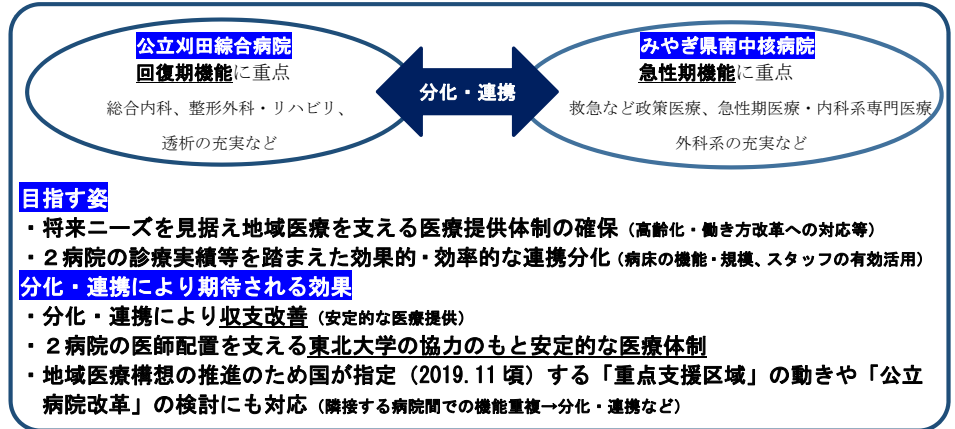 公立刈田綜合病院
回復期機能に重点
総合内科、整形外科・リハビリ、
透析の充実など
分化・連携
みやぎ県南中核病院
急性期機能に重点
救急など政策医療、急性期医療・内科系専門医療
外科系の充実など
目指す姿
・将来ニーズを見据え地域医療を支える医療提供体制の確保（高齢化・働き方改革への対応等）
・２病院の診療実績等を踏まえた効果的・効率的な連携分化（病床の機能・規模、スタッフの有効活用）
分化・連携により期待される効果
・分化・連携により収支改善（安定的な医療提供）
・２病院の医師配置を支える東北大学の協力のもと安定的な医療体制
・地域医療構想の推進のため国が指定（2019.11頃）する「重点支援区域」の動きや「公立
病院改革」の検討にも対応（隣接する病院間での機能重複→分化・連携など）